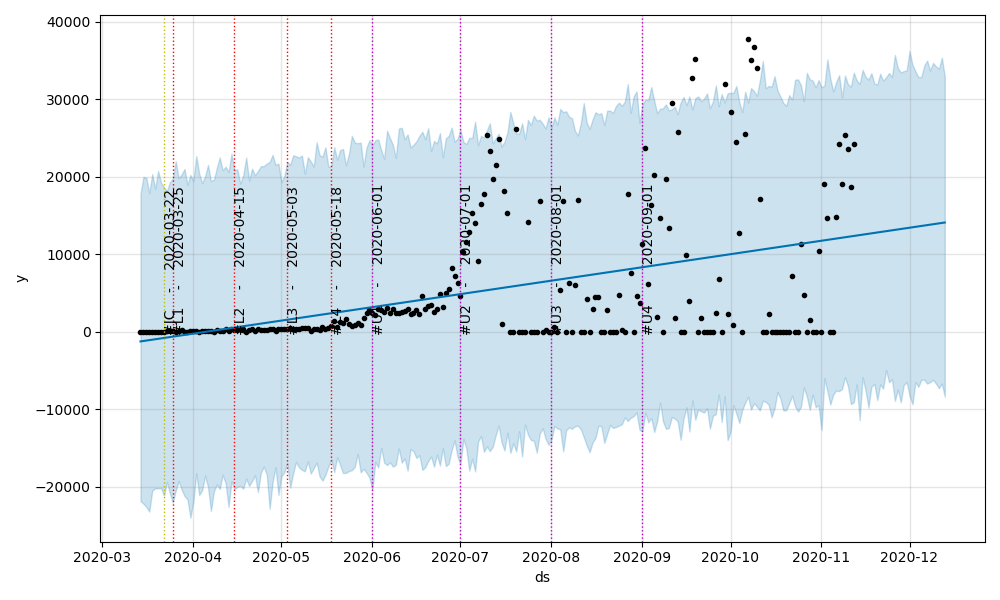 40000
30000
20000
10000
0
−10000
−20000
y
#JC - 2020-03-22
#L1 - 2020-03-25
#L2 - 2020-04-15
#L3 - 2020-05-03
#L4 - 2020-05-18
#U1 - 2020-06-01
#U2 - 2020-07-01
#U3 - 2020-08-01
#U4 - 2020-09-01
2020-03
2020-04
2020-05
2020-06
2020-07
2020-08
2020-09
2020-10
2020-11
2020-12
ds